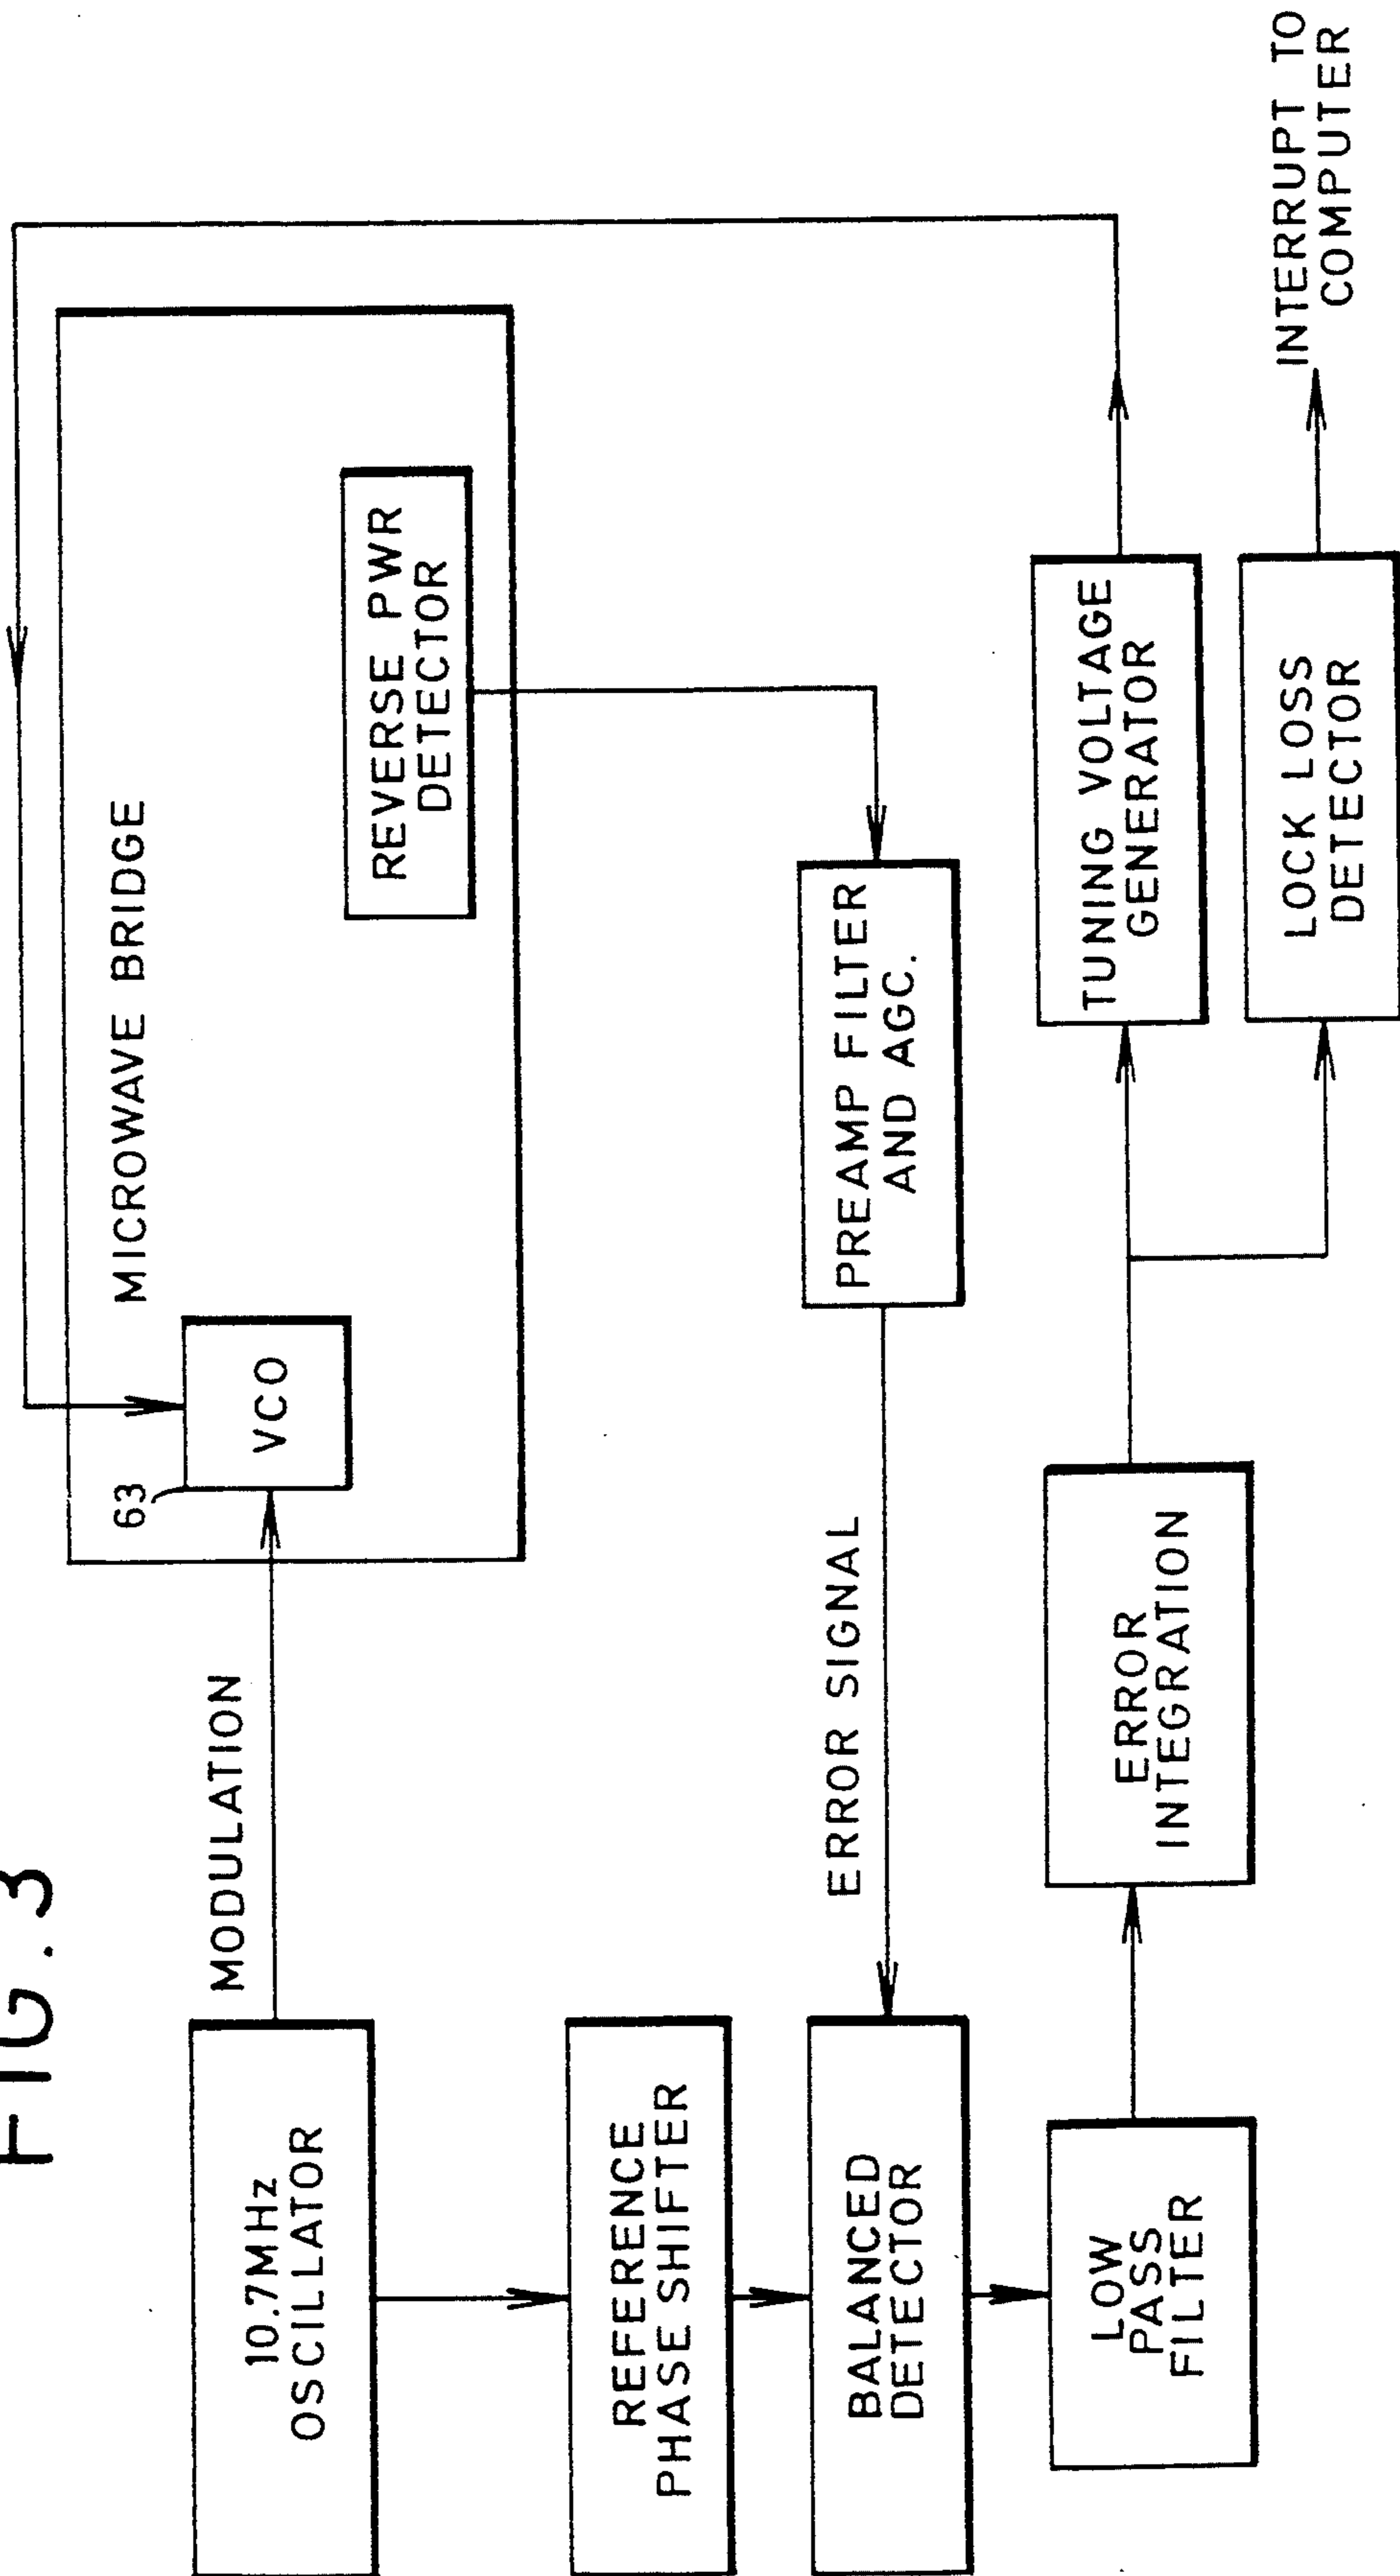 FIG. 3
10.7MHz
OSCILLATOR
MODULATION
63
VCO
MICROWAVE BRIDGE
REVERSE PWR
DETECTOR
REFERENCE
PHASE SHIFTER
BALANCED
DETECTOR
ERROR SIGNAL
PREAMP FILTER
AND AGC.
LOW
PASS
FILTER
ERROR
INTEGRATION
TUNING VOLTAGE
GENERATOR
LOCK LOSS
DETECTOR
INTERRUPT TO
COMPUTER